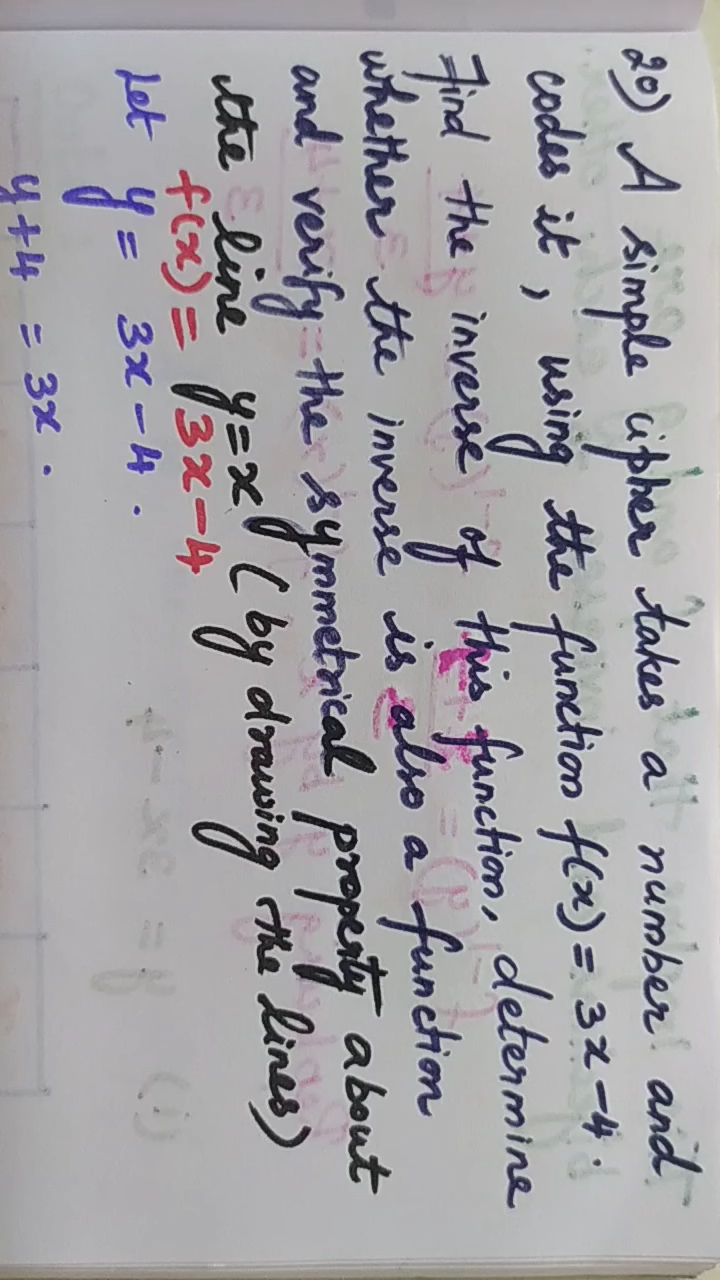 20) A simple cipher takes a number and
codes it, using the function f(x) = 3x-4.
Find the inverse of this function, determine
whether the inverse is also a function
and verify the symmetrical property about
the line y=x (by drawing the lines)
f(x) = 3x-4
Let y = 3x-4.
y+4 = 3x.